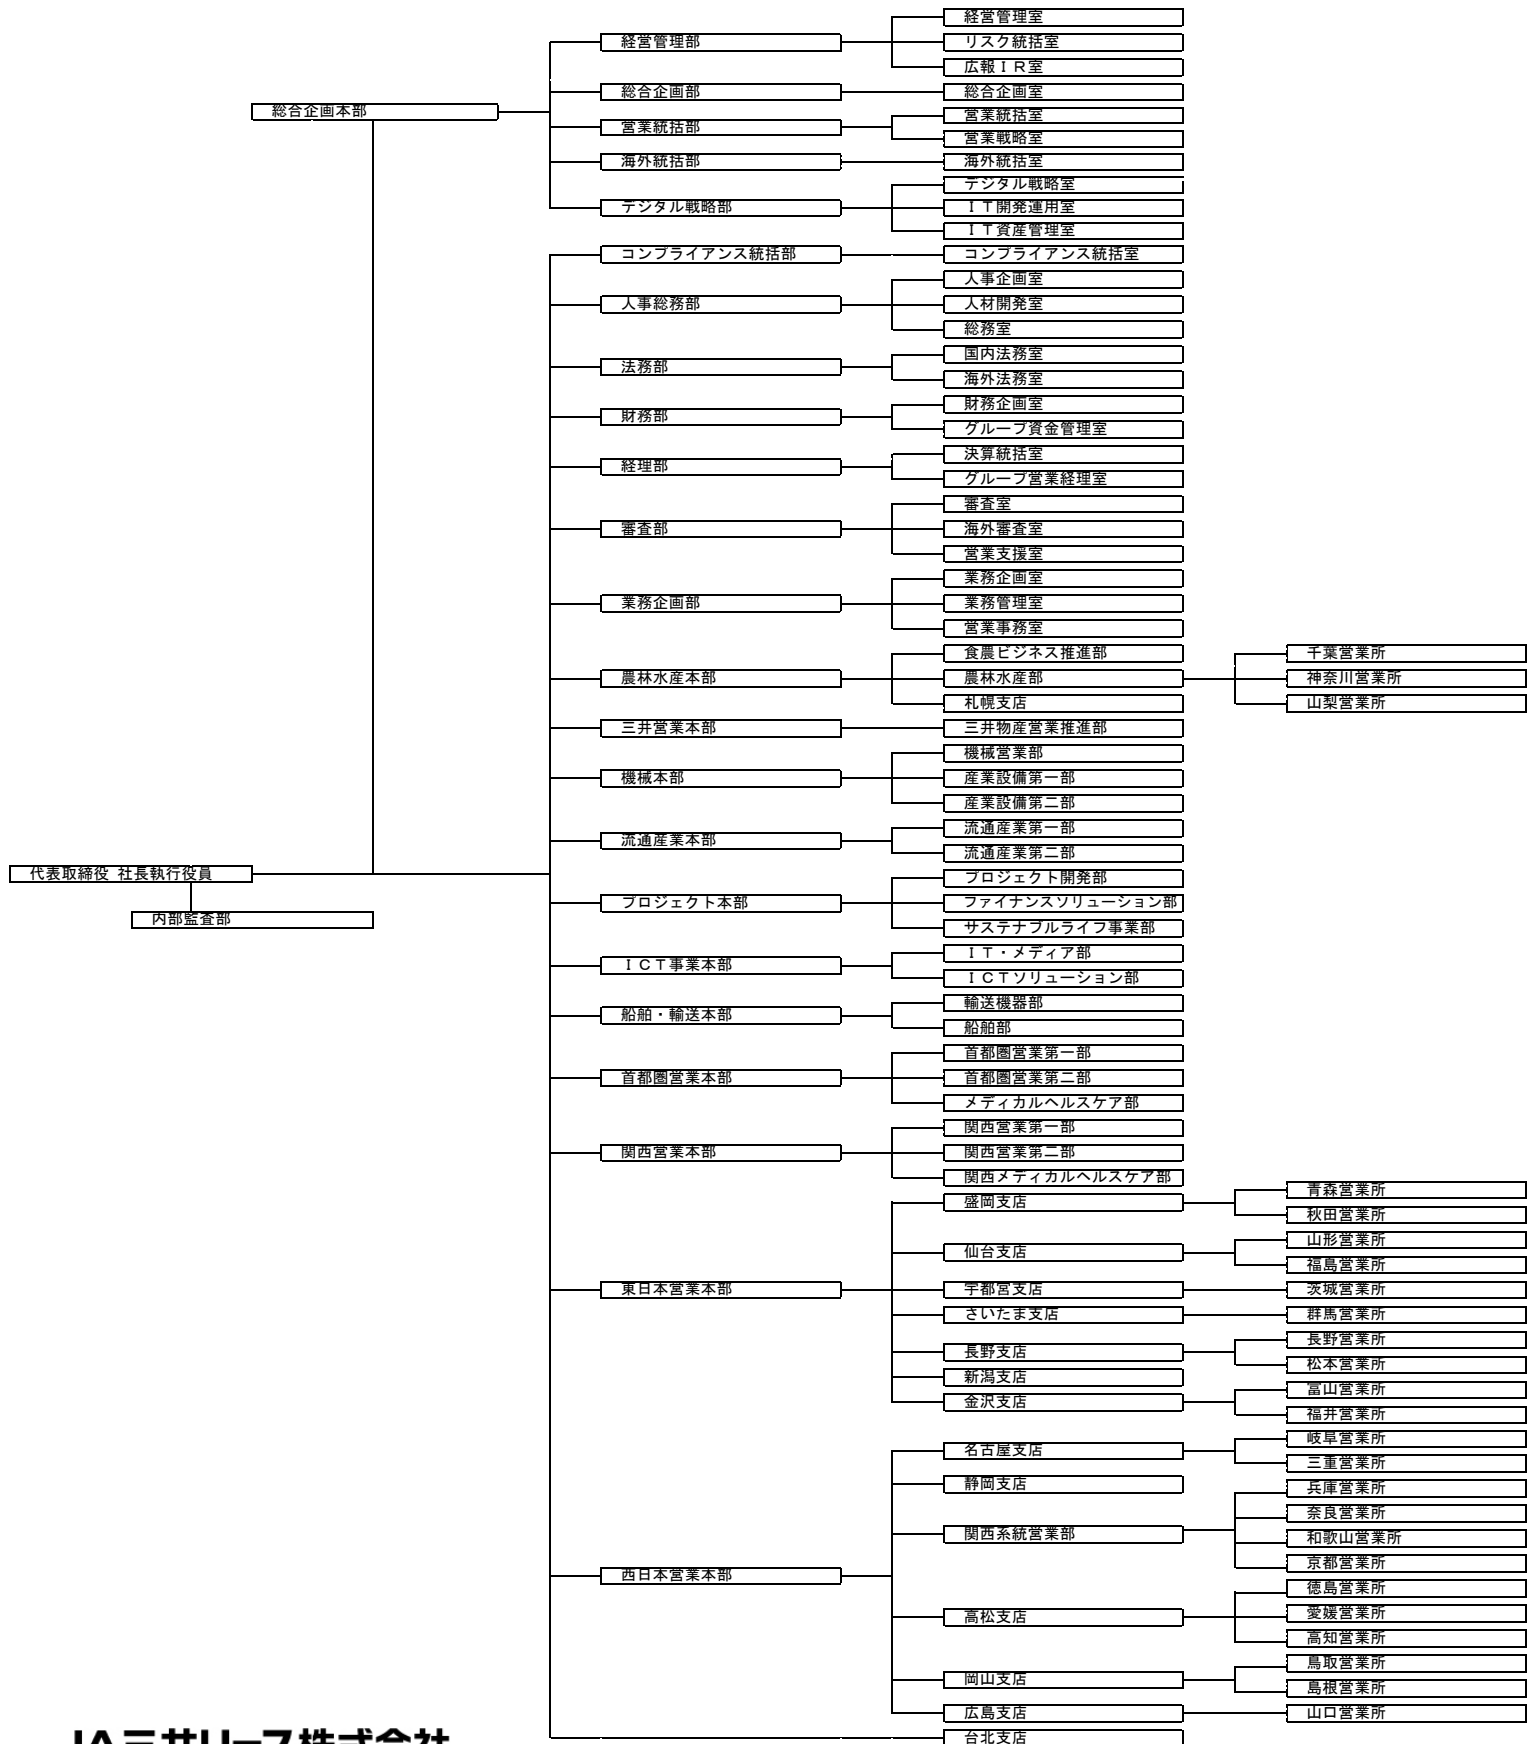 経営管理室
経営管理部
リスク統括室
広報ＩＲ室
総合企画部
総合企画室
総合企画本部
営業統括部
営業統括室
営業戦略室
海外統括部
海外統括室
デジタル戦略部
デジタル戦略室
ＩＴ開発運用室
ＩＴ資産管理室
コンプライアンス統括部
コンプライアンス統括室
人事総務部
人事企画室
人材開発室
総務室
法務部
国内法務室
海外法務室
財務部
財務企画室
グループ資金管理室
経理部
決算統括室
グループ営業経理室
審査部
審査室
海外審査室
営業支援室
業務企画部
業務企画室
業務管理室
営業事務室
農林水産本部
食農ビジネス推進部
農林水産部
札幌支店
千葉営業所
神奈川営業所
山梨営業所
三井営業本部
三井物産営業推進部
機械本部
機械営業部
産業設備第一部
産業設備第二部
流通産業本部
流通産業第一部
流通産業第二部
代表取締役 社長執行役員
内部監査部
プロジェクト本部
プロジェクト開発部
ファイナンスソリューション部
サステナブルライフ事業部
ＩＣＴ事業本部
ＩＴ・メディア部
ＩＣＴソリューション部
船舶・輸送本部
輸送機器部
船舶部
首都圏営業本部
首都圏営業第一部
首都圏営業第二部
メディカルヘルスケア部
関西営業本部
関西営業第一部
関西営業第二部
関西メディカルヘルスケア部
東日本営業本部
盛岡支店
青森営業所
秋田営業所
仙台支店
山形営業所
福島営業所
宇都宮支店
茨城営業所
さいたま支店
群馬営業所
長野支店
長野営業所
松本営業所
新潟支店
金沢支店
富山営業所
福井営業所
西日本営業本部
名古屋支店
岐阜営業所
三重営業所
静岡支店
関西系統営業部
兵庫営業所
奈良営業所
和歌山営業所
京都営業所
高松支店
徳島営業所
愛媛営業所
高知営業所
岡山支店
鳥取営業所
島根営業所
広島支店
山口営業所
台北支店
JA三井リース株式会社